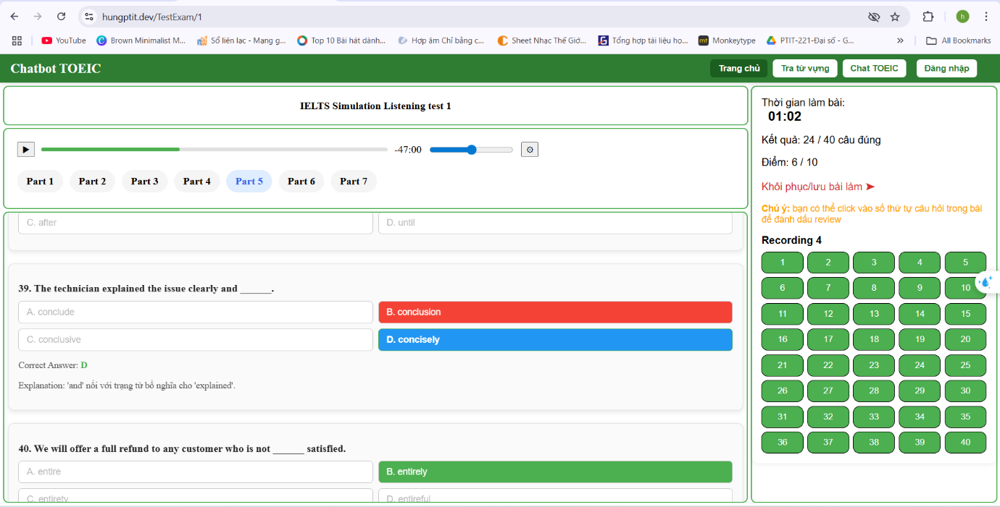 hungptit.dev/TestExam/1
h
YouTube Brown Minimalist M... Sổ liên lạc - Mạng g... Top 10 Bài hát dành... Hợp âm Chỉ bằng c... Sheet Nhạc Thế Giớ... Tổng hợp tài liệu họ... mt Monkeytype PTIT-221-Đại số - G... » All Bookmarks
Chatbot TOEIC
Trang chủ Tra từ vựng Chat TOEIC Đăng nhập
IELTS Simulation Listening test 1
-47:00
Part 1 Part 2 Part 3 Part 4 Part 5 Part 6 Part 7
C. after D. until
39. The technician explained the issue clearly and ______.
A. conclude B. conclusion
C. conclusive D. concisely
Correct Answer: D
Explanation: 'and' nối với trạng từ bổ nghĩa cho 'explained'.
40. We will offer a full refund to any customer who is not ______ satisfied.
A. entire B. entirely
C. entirety D. entireful
Thời gian làm bài:
01:02
Kết quả: 24 / 40 câu đúng
Điểm: 6 / 10
Khôi phục/lưu bài làm ➤
Chú ý: bạn có thể click vào số thứ tự câu hỏi trong bài
để đánh dấu review
Recording 4
1 2 3 4 5
6 7 8 9 10
11 12 13 14 15
16 17 18 19 20
21 22 23 24 25
26 27 28 29 30
31 32 33 34 35
36 37 38 39 40